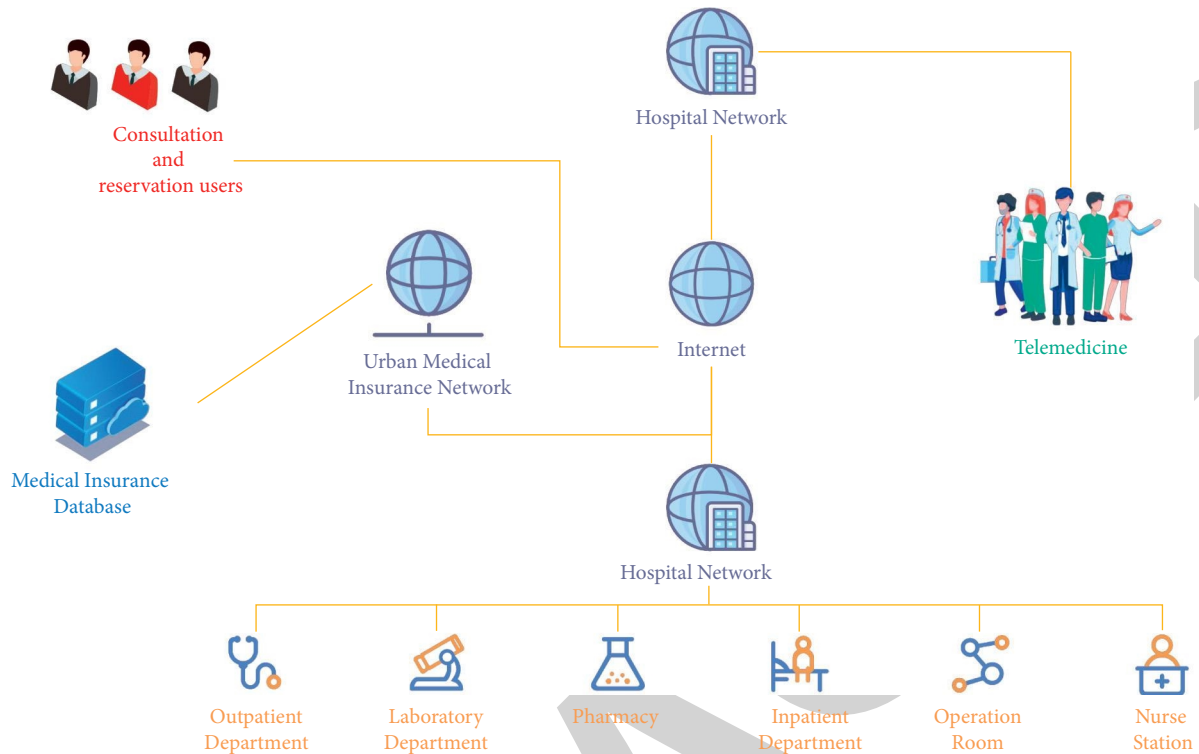 Hospital Network
Consultation
and
reservation users
Internet
Telemedicine
Urban Medical
Insurance Network
Medical Insurance
Database
Hospital Network
Outpatient
Department
Laboratory
Department
Pharmacy
Inpatient
Department
Operation
Room
Nurse
Station